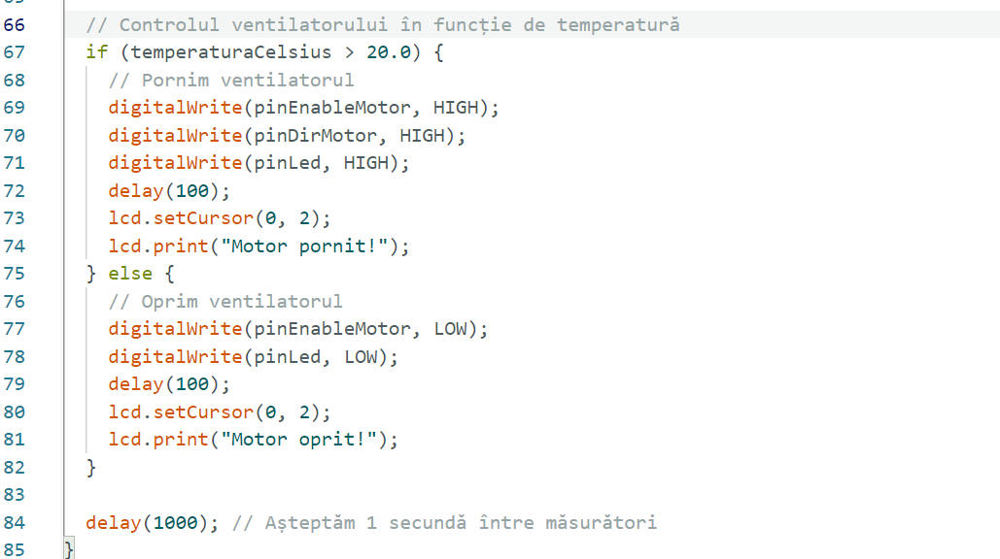 66 // Controlul ventilatorului în funcție de temperatură
67 if (temperaturaCelsius > 20.0) {
68 // Pornim ventilatorul
69 digitalWrite(pinEnableMotor, HIGH);
70 digitalWrite(pinDirMotor, HIGH);
71 digitalWrite(pinLed, HIGH);
72 delay(100);
73 lcd.setCursor(0, 2);
74 lcd.print("Motor pornit!");
75 } else {
76 // Oprim ventilatorul
77 digitalWrite(pinEnableMotor, LOW);
78 digitalWrite(pinLed, LOW);
79 delay(100);
80 lcd.setCursor(0, 2);
81 lcd.print("Motor oprit!");
82 }
83
84 delay(1000); // Așteptăm 1 secundă între măsurători
85 }